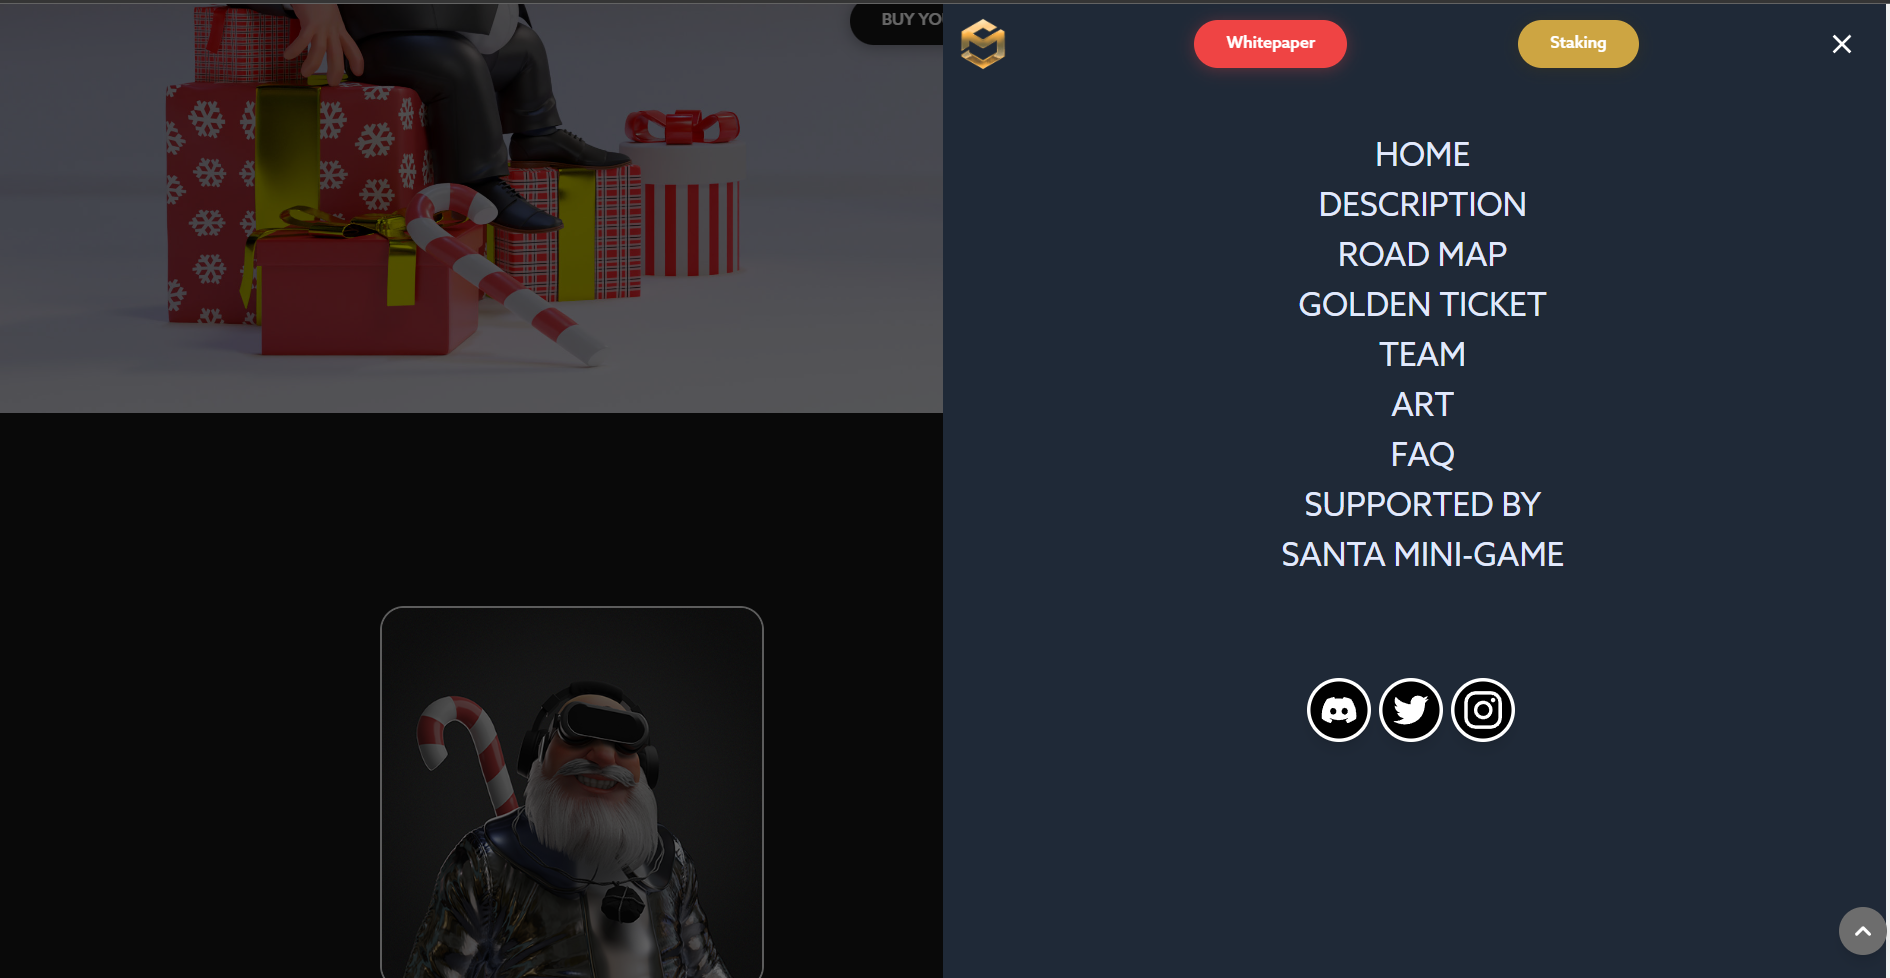 BUY YO
Whitepaper
Staking
HOME
DESCRIPTION
ROAD MAP
GOLDEN TICKET
TEAM
ART
FAQ
SUPPORTED BY
SANTA MINI-GAME